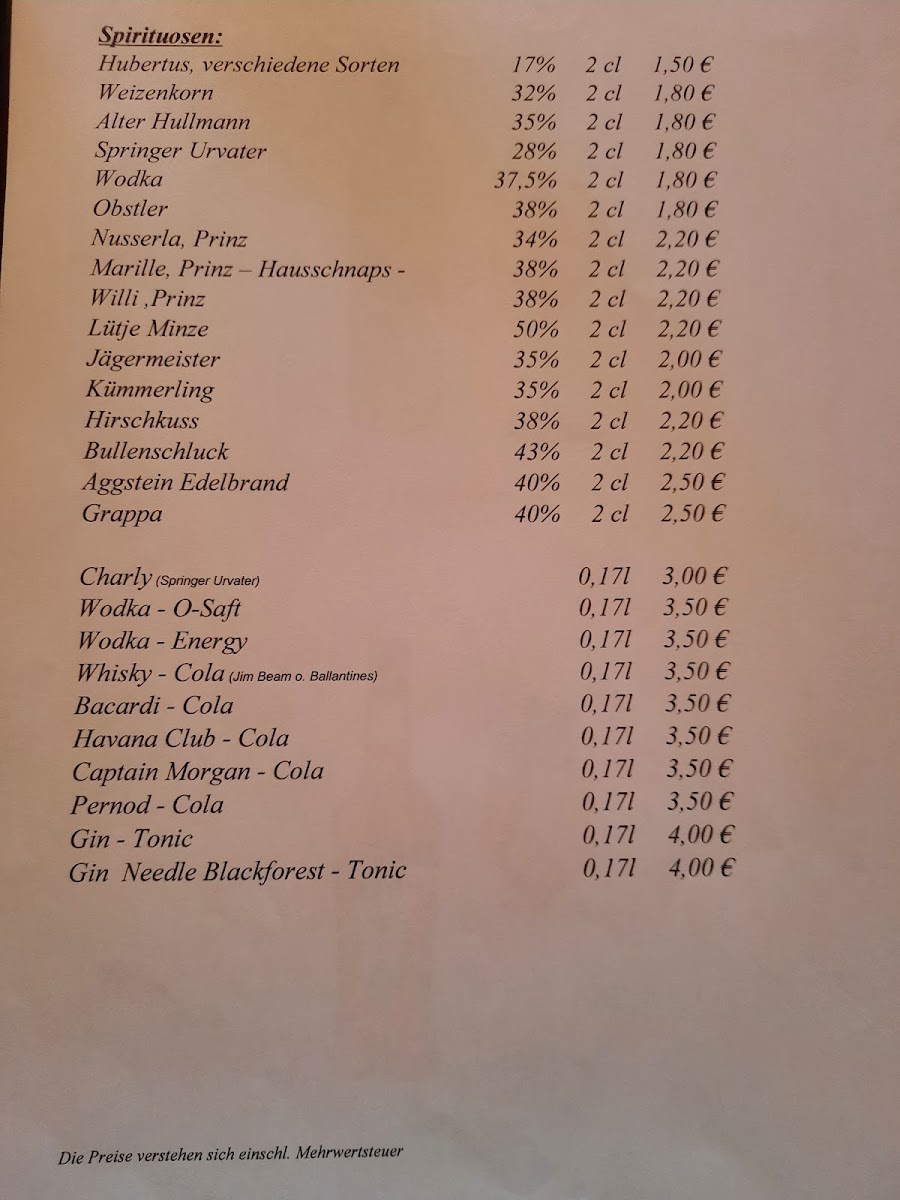 Spirituosen:
Hubertus, verschiedene Sorten 17% 2 cl 1,50 €
Weizenkorn 32% 2 cl 1,80 €
Alter Hullmann 35% 2 cl 1,80 €
Springer Urvater 28% 2 cl 1,80 €
Wodka 37,5% 2 cl 1,80 €
Obstler 38% 2 cl 1,80 €
Nusserla, Prinz 34% 2 cl 2,20 €
Marille, Prinz – Hausschnaps - 38% 2 cl 2,20 €
Willi ,Prinz 38% 2 cl 2,20 €
Lütje Minze 50% 2 cl 2,20 €
Jägermeister 35% 2 cl 2,00 €
Kümmerling 35% 2 cl 2,00 €
Hirschkuss 38% 2 cl 2,20 €
Bullenschluck 43% 2 cl 2,20 €
Aggstein Edelbrand 40% 2 cl 2,50 €
Grappa 40% 2 cl 2,50 €
Charly (Springer Urvater) 0,17l 3,00 €
Wodka - O-Saft 0,17l 3,50 €
Wodka - Energy 0,17l 3,50 €
Whisky - Cola (Jim Beam o. Ballantines) 0,17l 3,50 €
Bacardi - Cola 0,17l 3,50 €
Havana Club - Cola 0,17l 3,50 €
Captain Morgan - Cola 0,17l 3,50 €
Pernod - Cola 0,17l 3,50 €
Gin - Tonic 0,17l 4,00 €
Gin Needle Blackforest - Tonic 0,17l 4,00 €
Die Preise verstehen sich einschl. Mehrwertsteuer